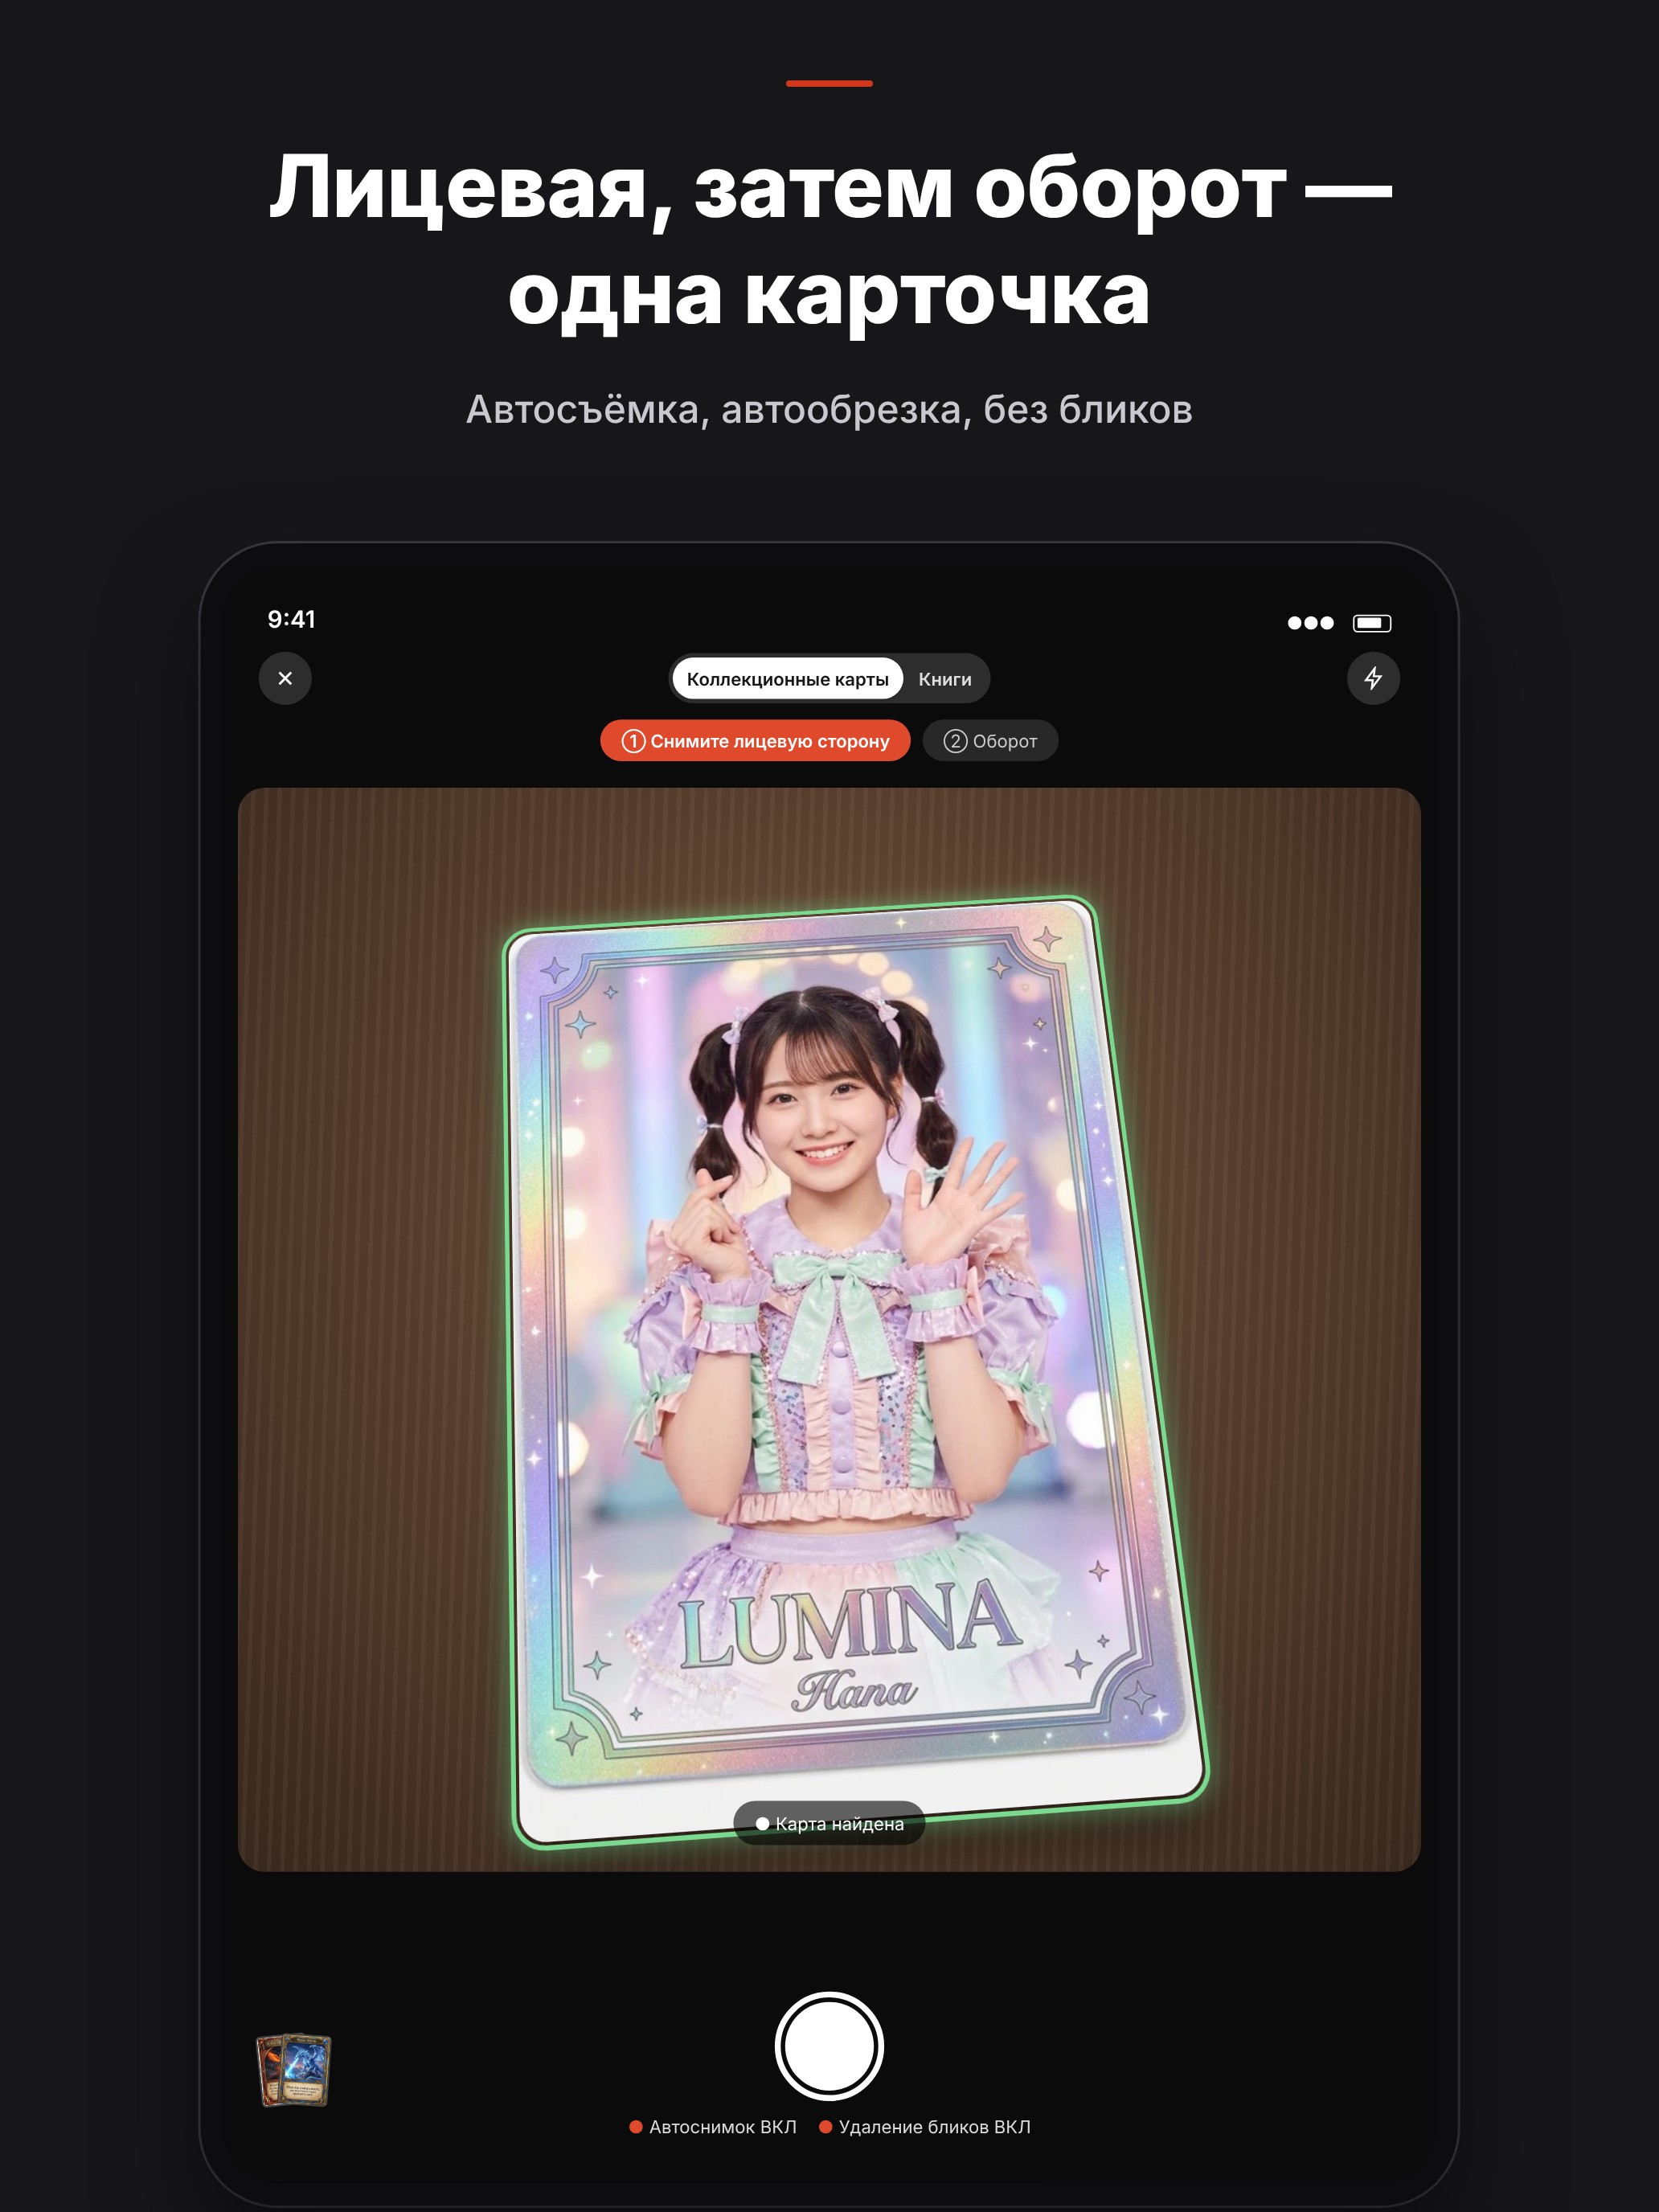 Лицевая, затем оборот —
одна карточка
Автосъёмка, автообрезка, без бликов
9:41
Коллекционные карты Книги
① Снимите лицевую сторону ② Оборот
LUMINA
Hana
Карта найдена
Автоснимок ВКЛ Удаление бликов ВКЛ